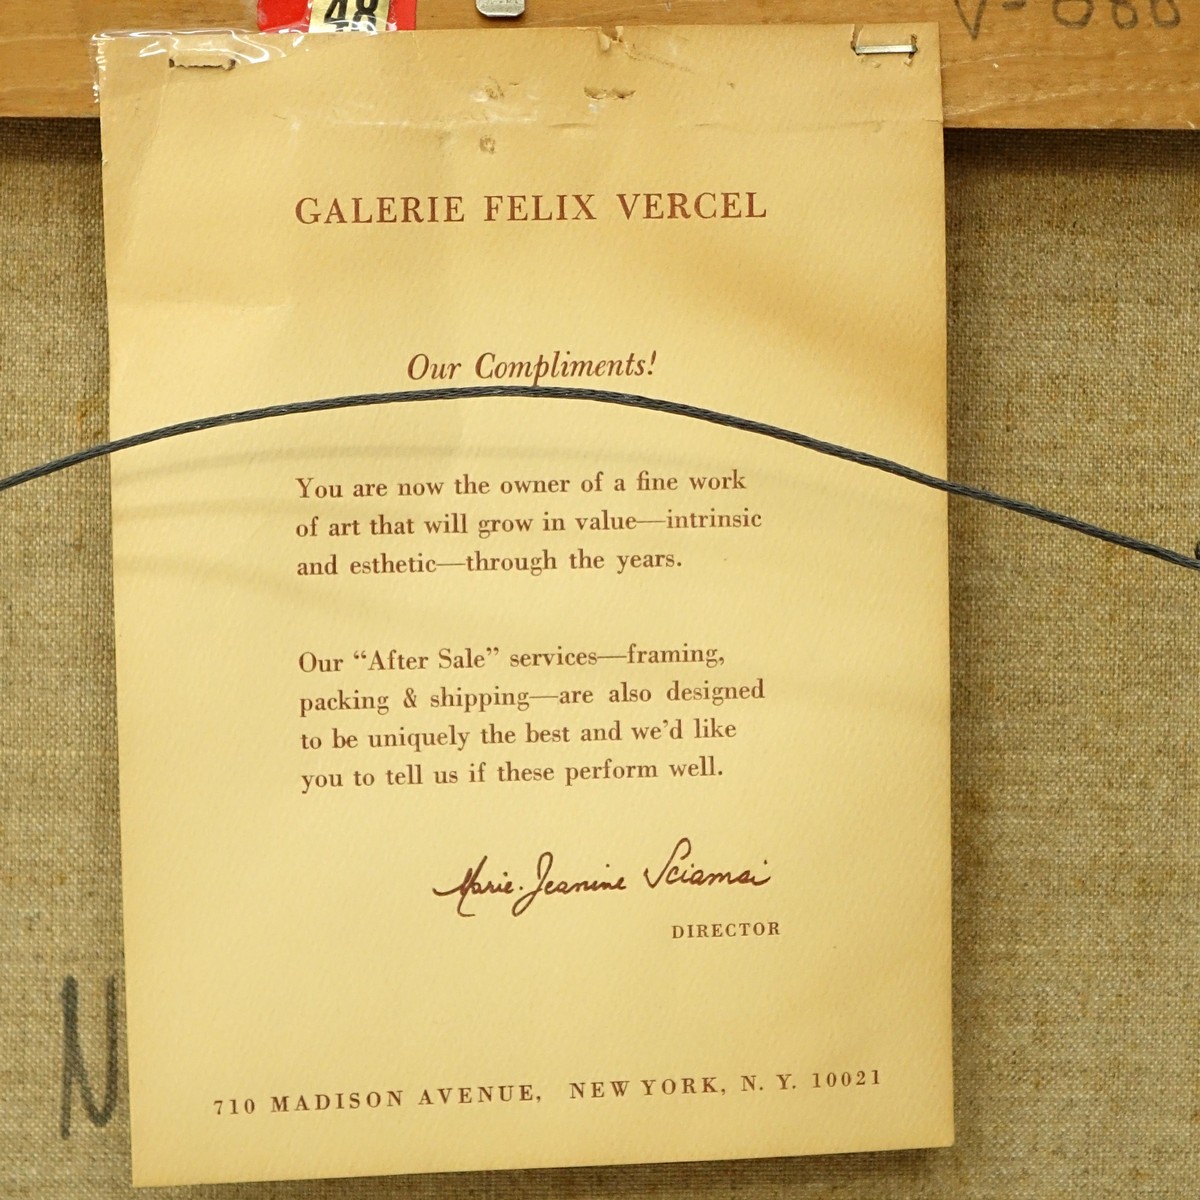 48
GALERIE FELIX VERCEL
Our Compliments!
You are now the owner of a fine work
of art that will grow in value—intrinsic
and esthetic—through the years.
Our “After Sale” services—framing,
packing & shipping—are also designed
to be uniquely the best and we’d like
you to tell us if these perform well.
Marie-Jeanine
DIRECTOR
710 MADISON AVENUE, NEW YORK, N. Y. 10021
N